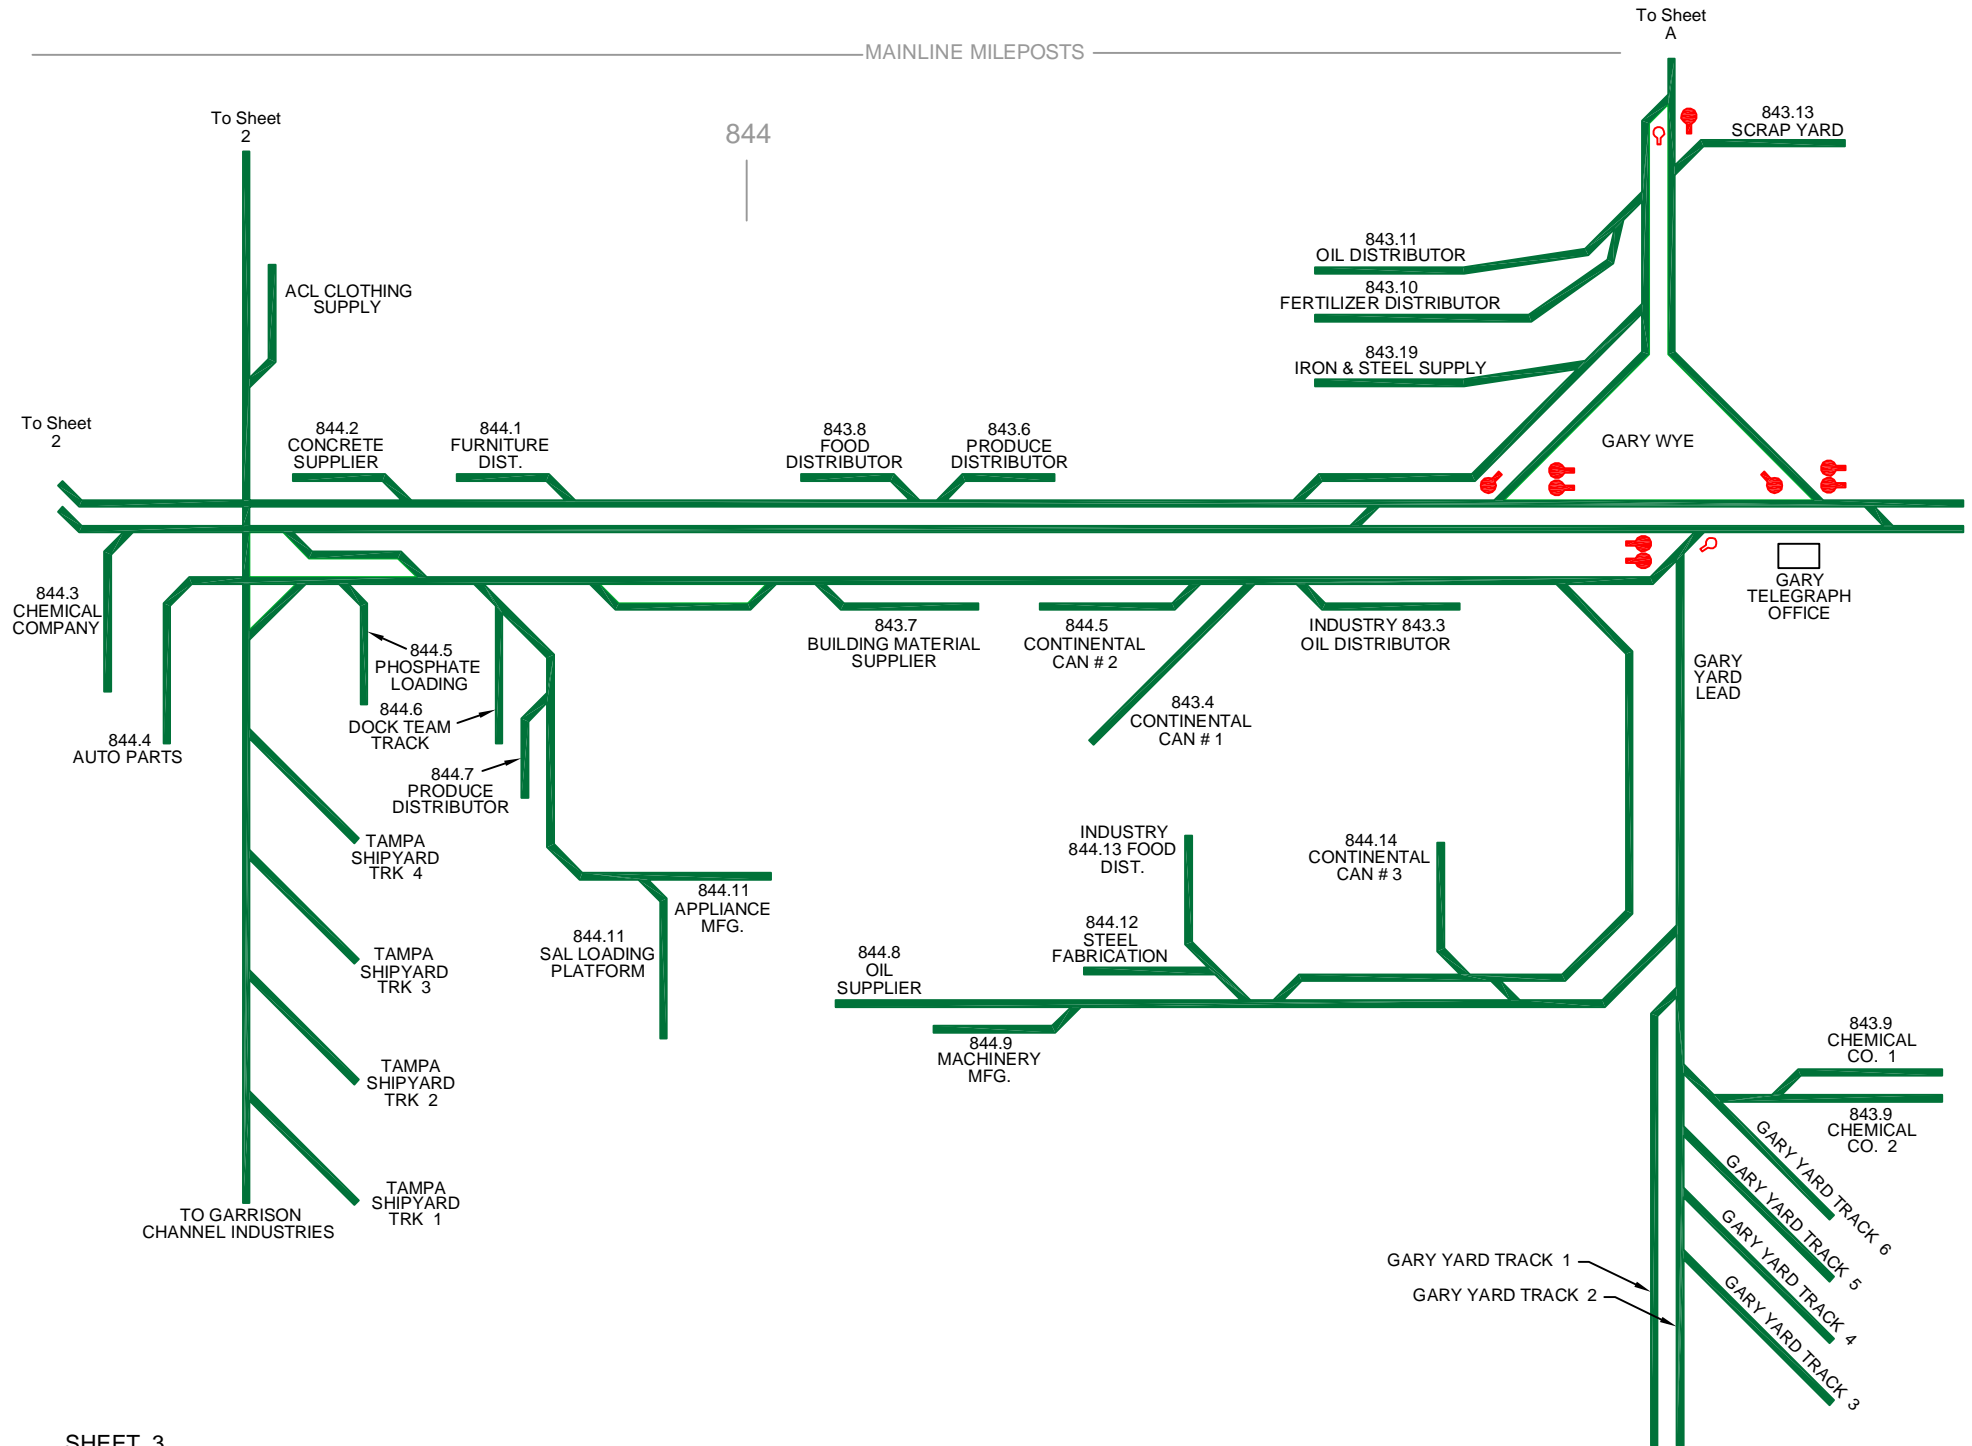 To Sheet
A
MAINLINE MILEPOSTS
To Sheet
2
844
843.13
SCRAP YARD
843.11
OIL DISTRIBUTOR
843.10
FERTILIZER DISTRIBUTOR
843.19
IRON & STEEL SUPPLY
ACL CLOTHING
SUPPLY
To Sheet
2
844.2
CONCRETE
SUPPLIER
844.1
FURNITURE
DIST.
843.8
FOOD
DISTRIBUTOR
843.6
PRODUCE
DISTRIBUTOR
GARY WYE
844.3
CHEMICAL
COMPANY
844.4
AUTO PARTS
844.5
PHOSPHATE
LOADING
844.6
DOCK TEAM
TRACK
844.7
PRODUCE
DISTRIBUTOR
843.7
BUILDING MATERIAL
SUPPLIER
844.5
CONTINENTAL
CAN # 2
843.4
CONTINENTAL
CAN # 1
INDUSTRY 843.3
OIL DISTRIBUTOR
GARY
TELEGRAPH
OFFICE
GARY
YARD
LEAD
TAMPA
SHIPYARD
TRK 4
TAMPA
SHIPYARD
TRK 3
TAMPA
SHIPYARD
TRK 2
TAMPA
SHIPYARD
TRK 1
TO GARRISON
CHANNEL INDUSTRIES
844.11
SAL LOADING
PLATFORM
844.11
APPLIANCE
MFG.
844.8
OIL
SUPPLIER
844.9
MACHINERY
MFG.
844.12
STEEL
FABRICATION
INDUSTRY
844.13 FOOD
DIST.
844.14
CONTINENTAL
CAN # 3
843.9
CHEMICAL
CO. 1
843.9
CHEMICAL
CO. 2
GARY YARD TRACK 6
GARY YARD TRACK 5
GARY YARD TRACK 4
GARY YARD TRACK 3
GARY YARD TRACK 1
GARY YARD TRACK 2
SHEET 3